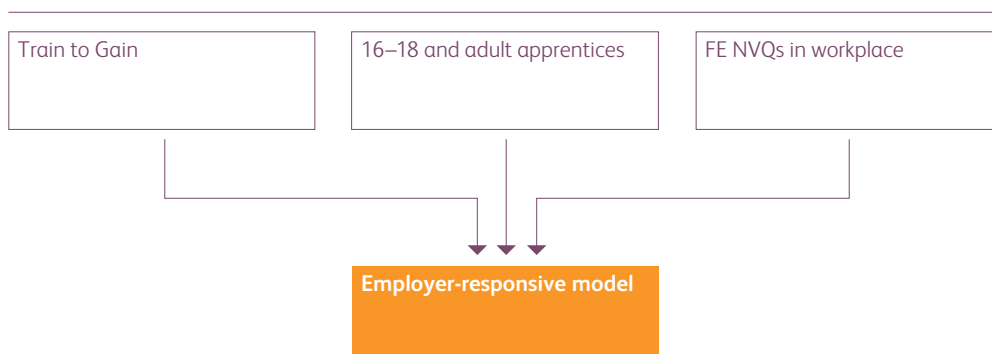 Train to Gain
16–18 and adult apprentices
FE NVQs in workplace
Employer-responsive model